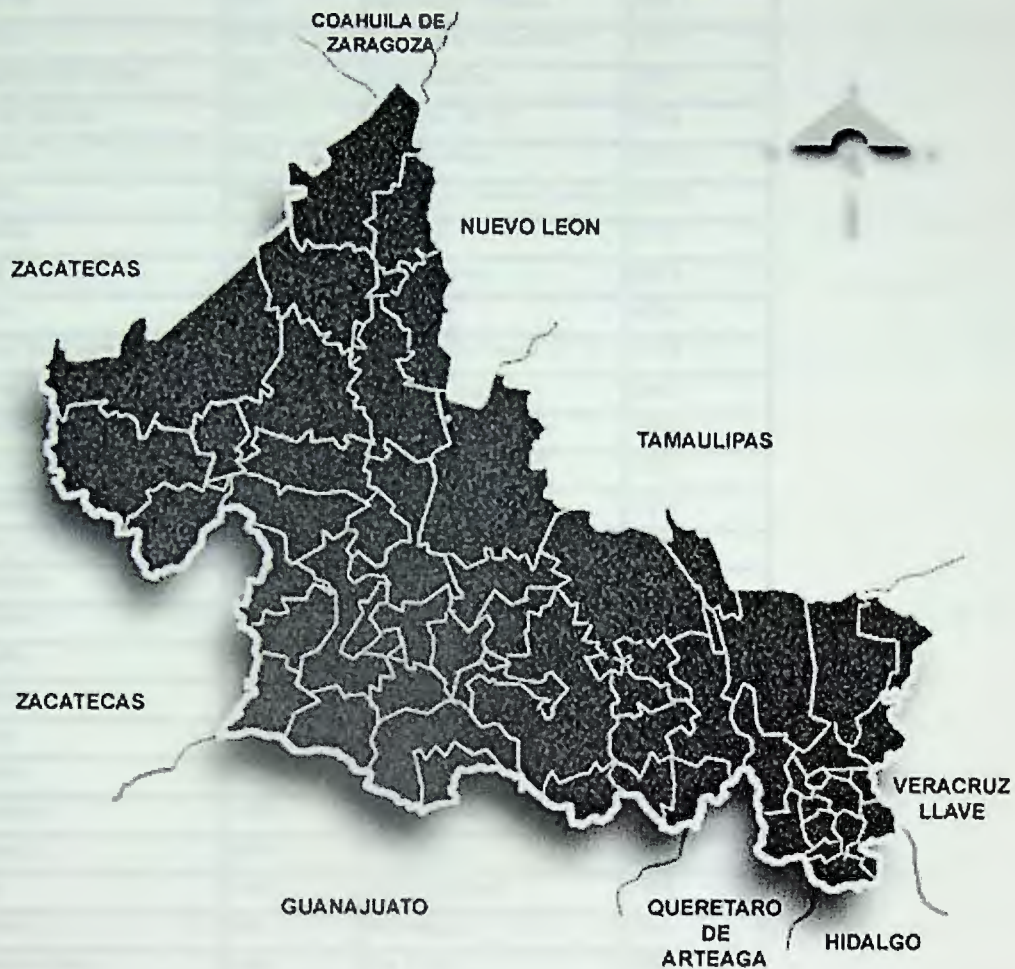 COAHUILA DE
ZARAGOZA
NUEVO LEON
ZACATECAS
TAMAULIPAS
ZACATECAS
VERACRUZ
LLAVE
GUANAJUATO
QUERETARO
DE
ARTEAGA
HIDALGO